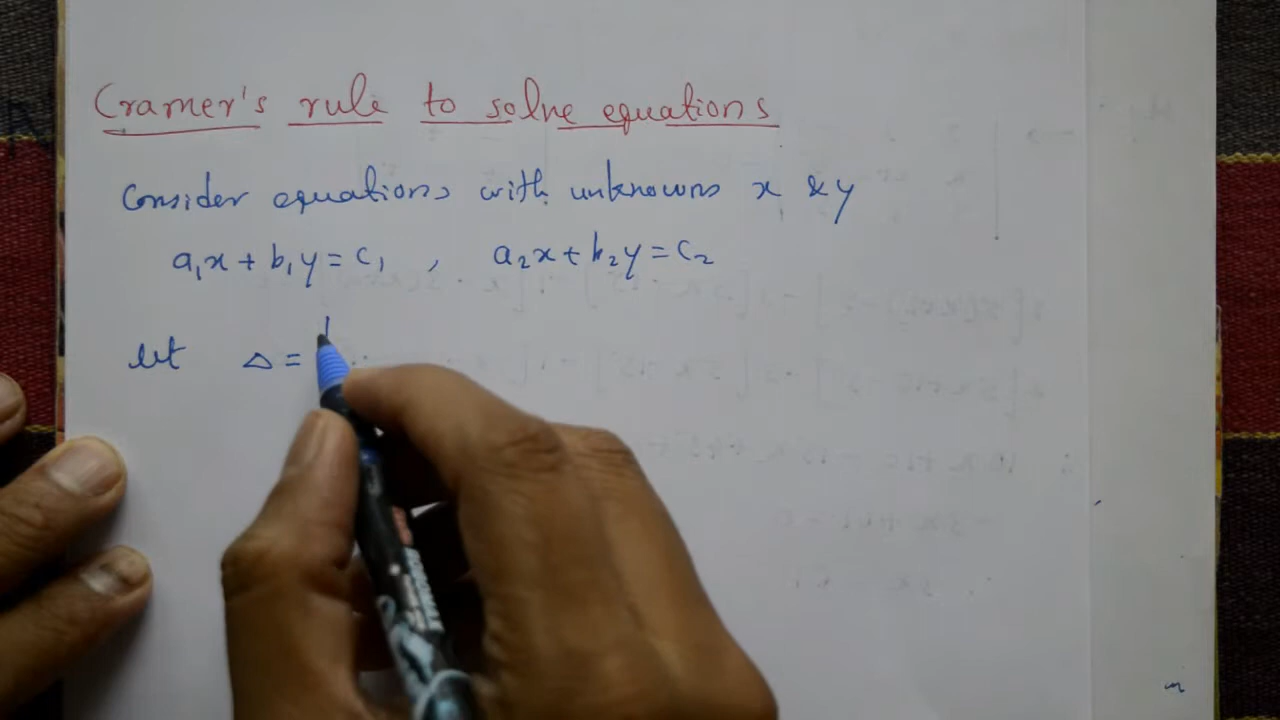 Cramer's rule to solve equations
Consider equations with unknowns x & y
a₁x + b₁y = c₁ , a₂x + b₂y = c₂
let Δ = |